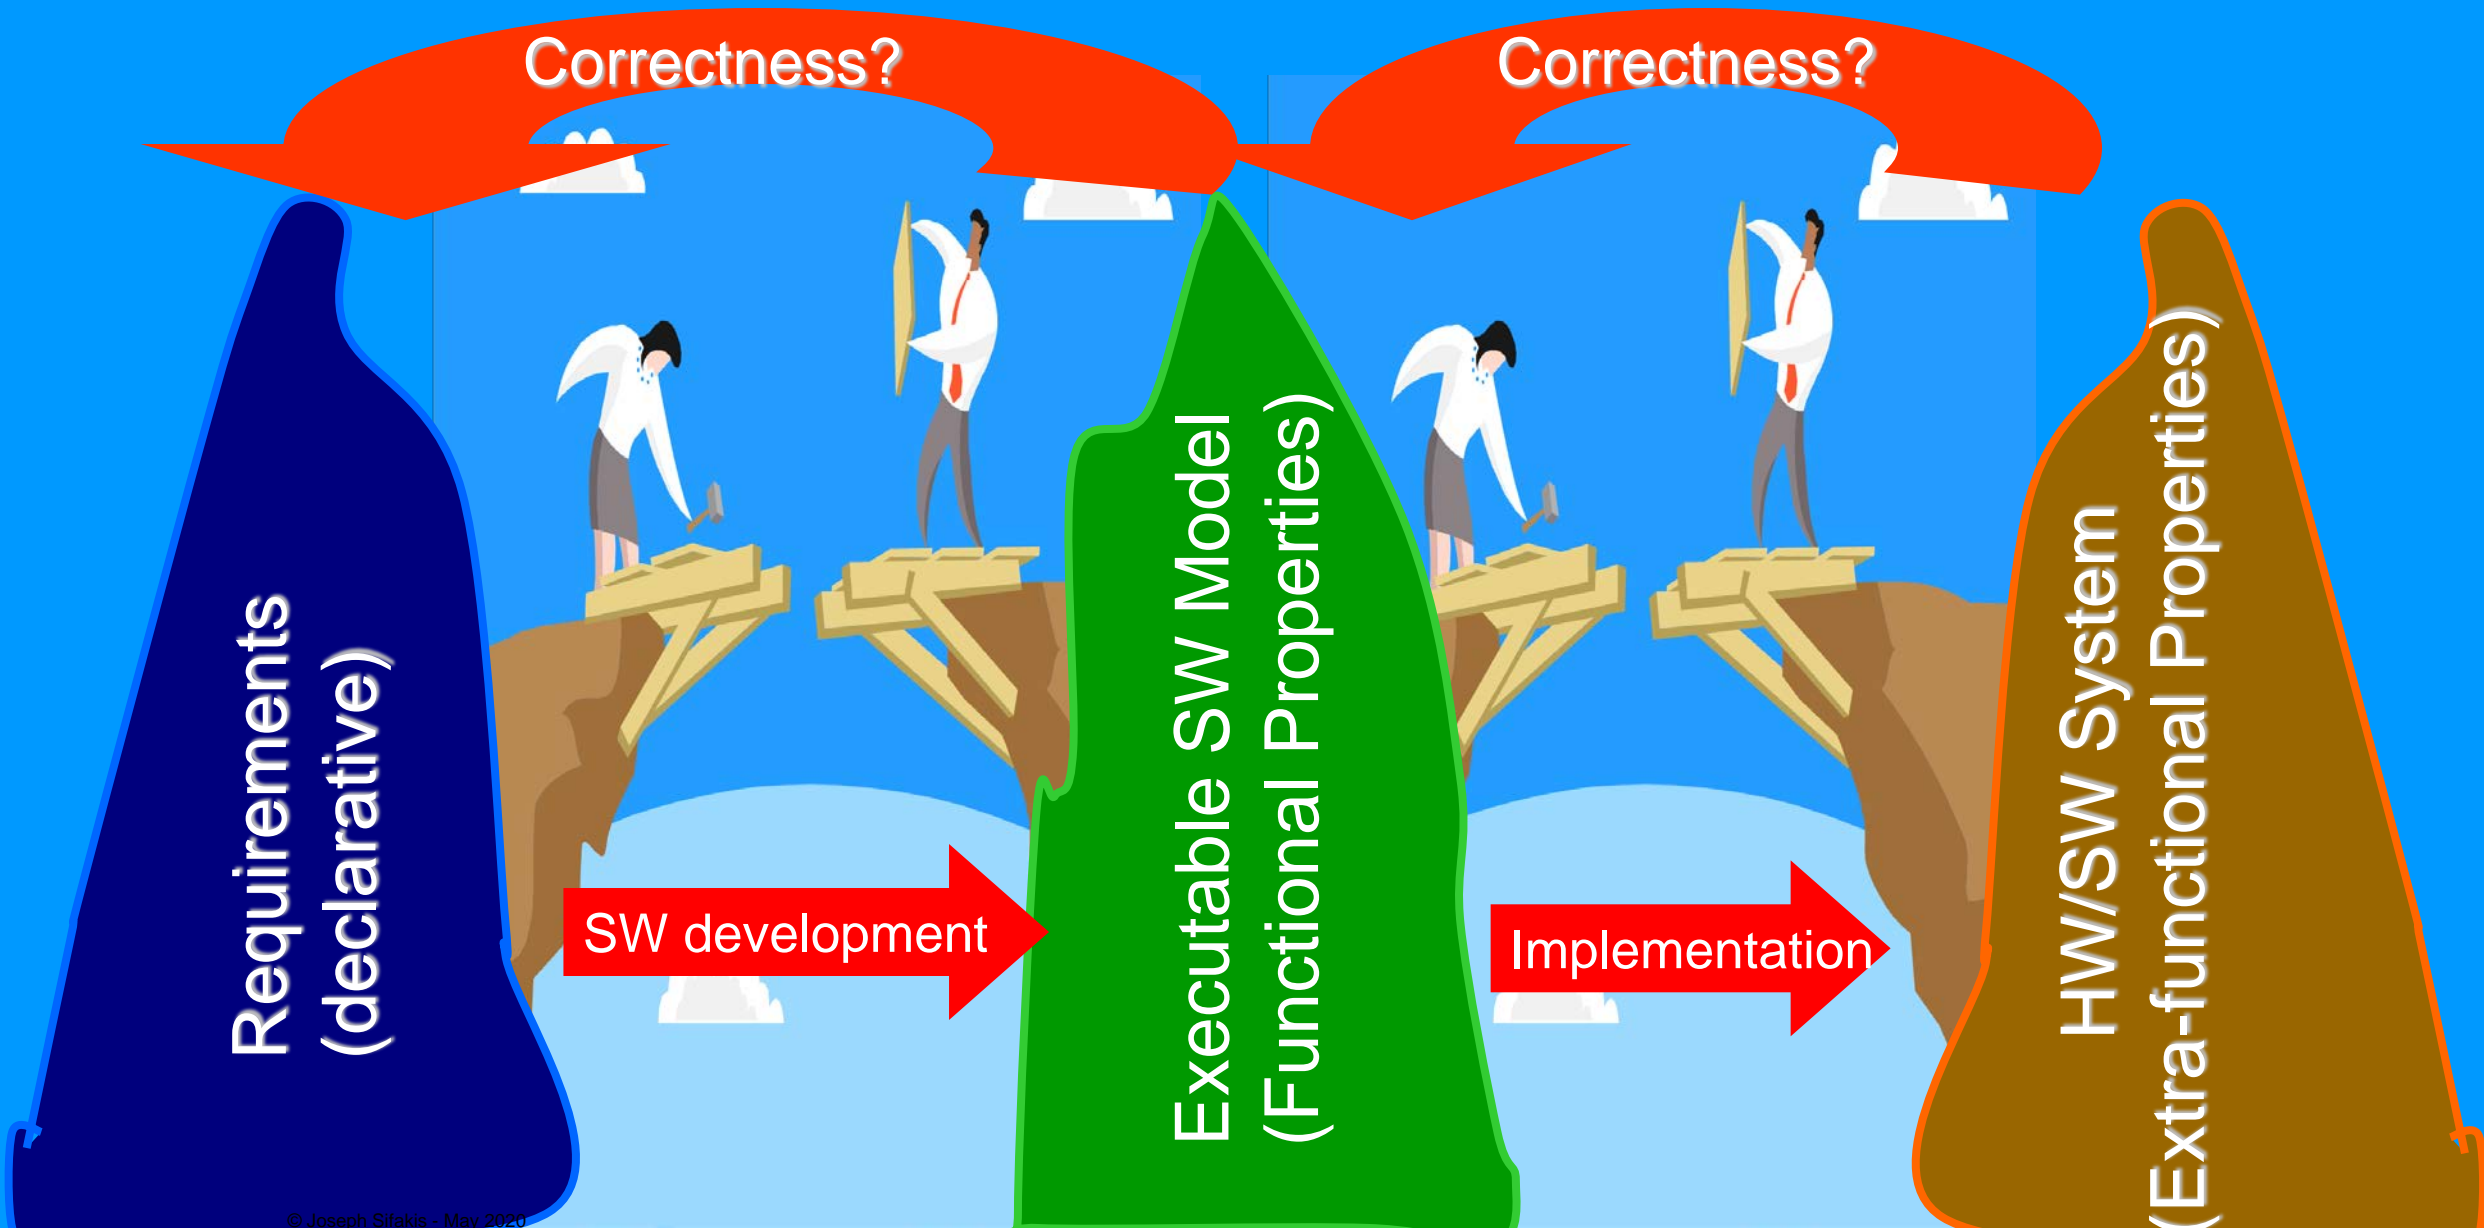 Correctness?
Correctness?
Requirements
(declarative)
SW development
Executable SW Model
(Functional Properties)
Implementation
HW/SW System
(Extra-functional Properties)
© Joseph Sifakis - May 2020